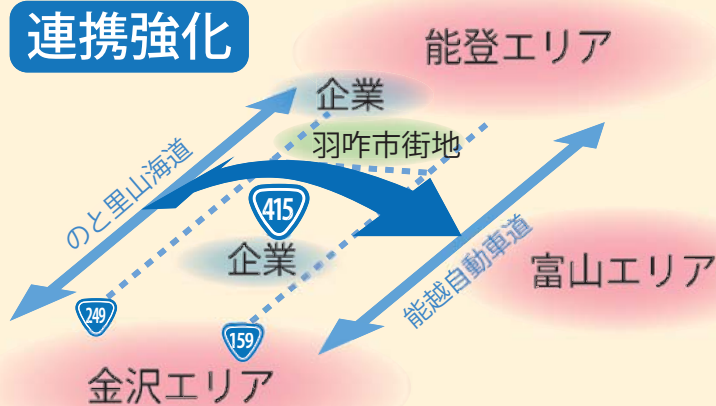 連携強化
能登エリア
企業
羽咋市街地
のと里山海道
415
企業
能越自動車道
富山エリア
249
159
金沢エリア